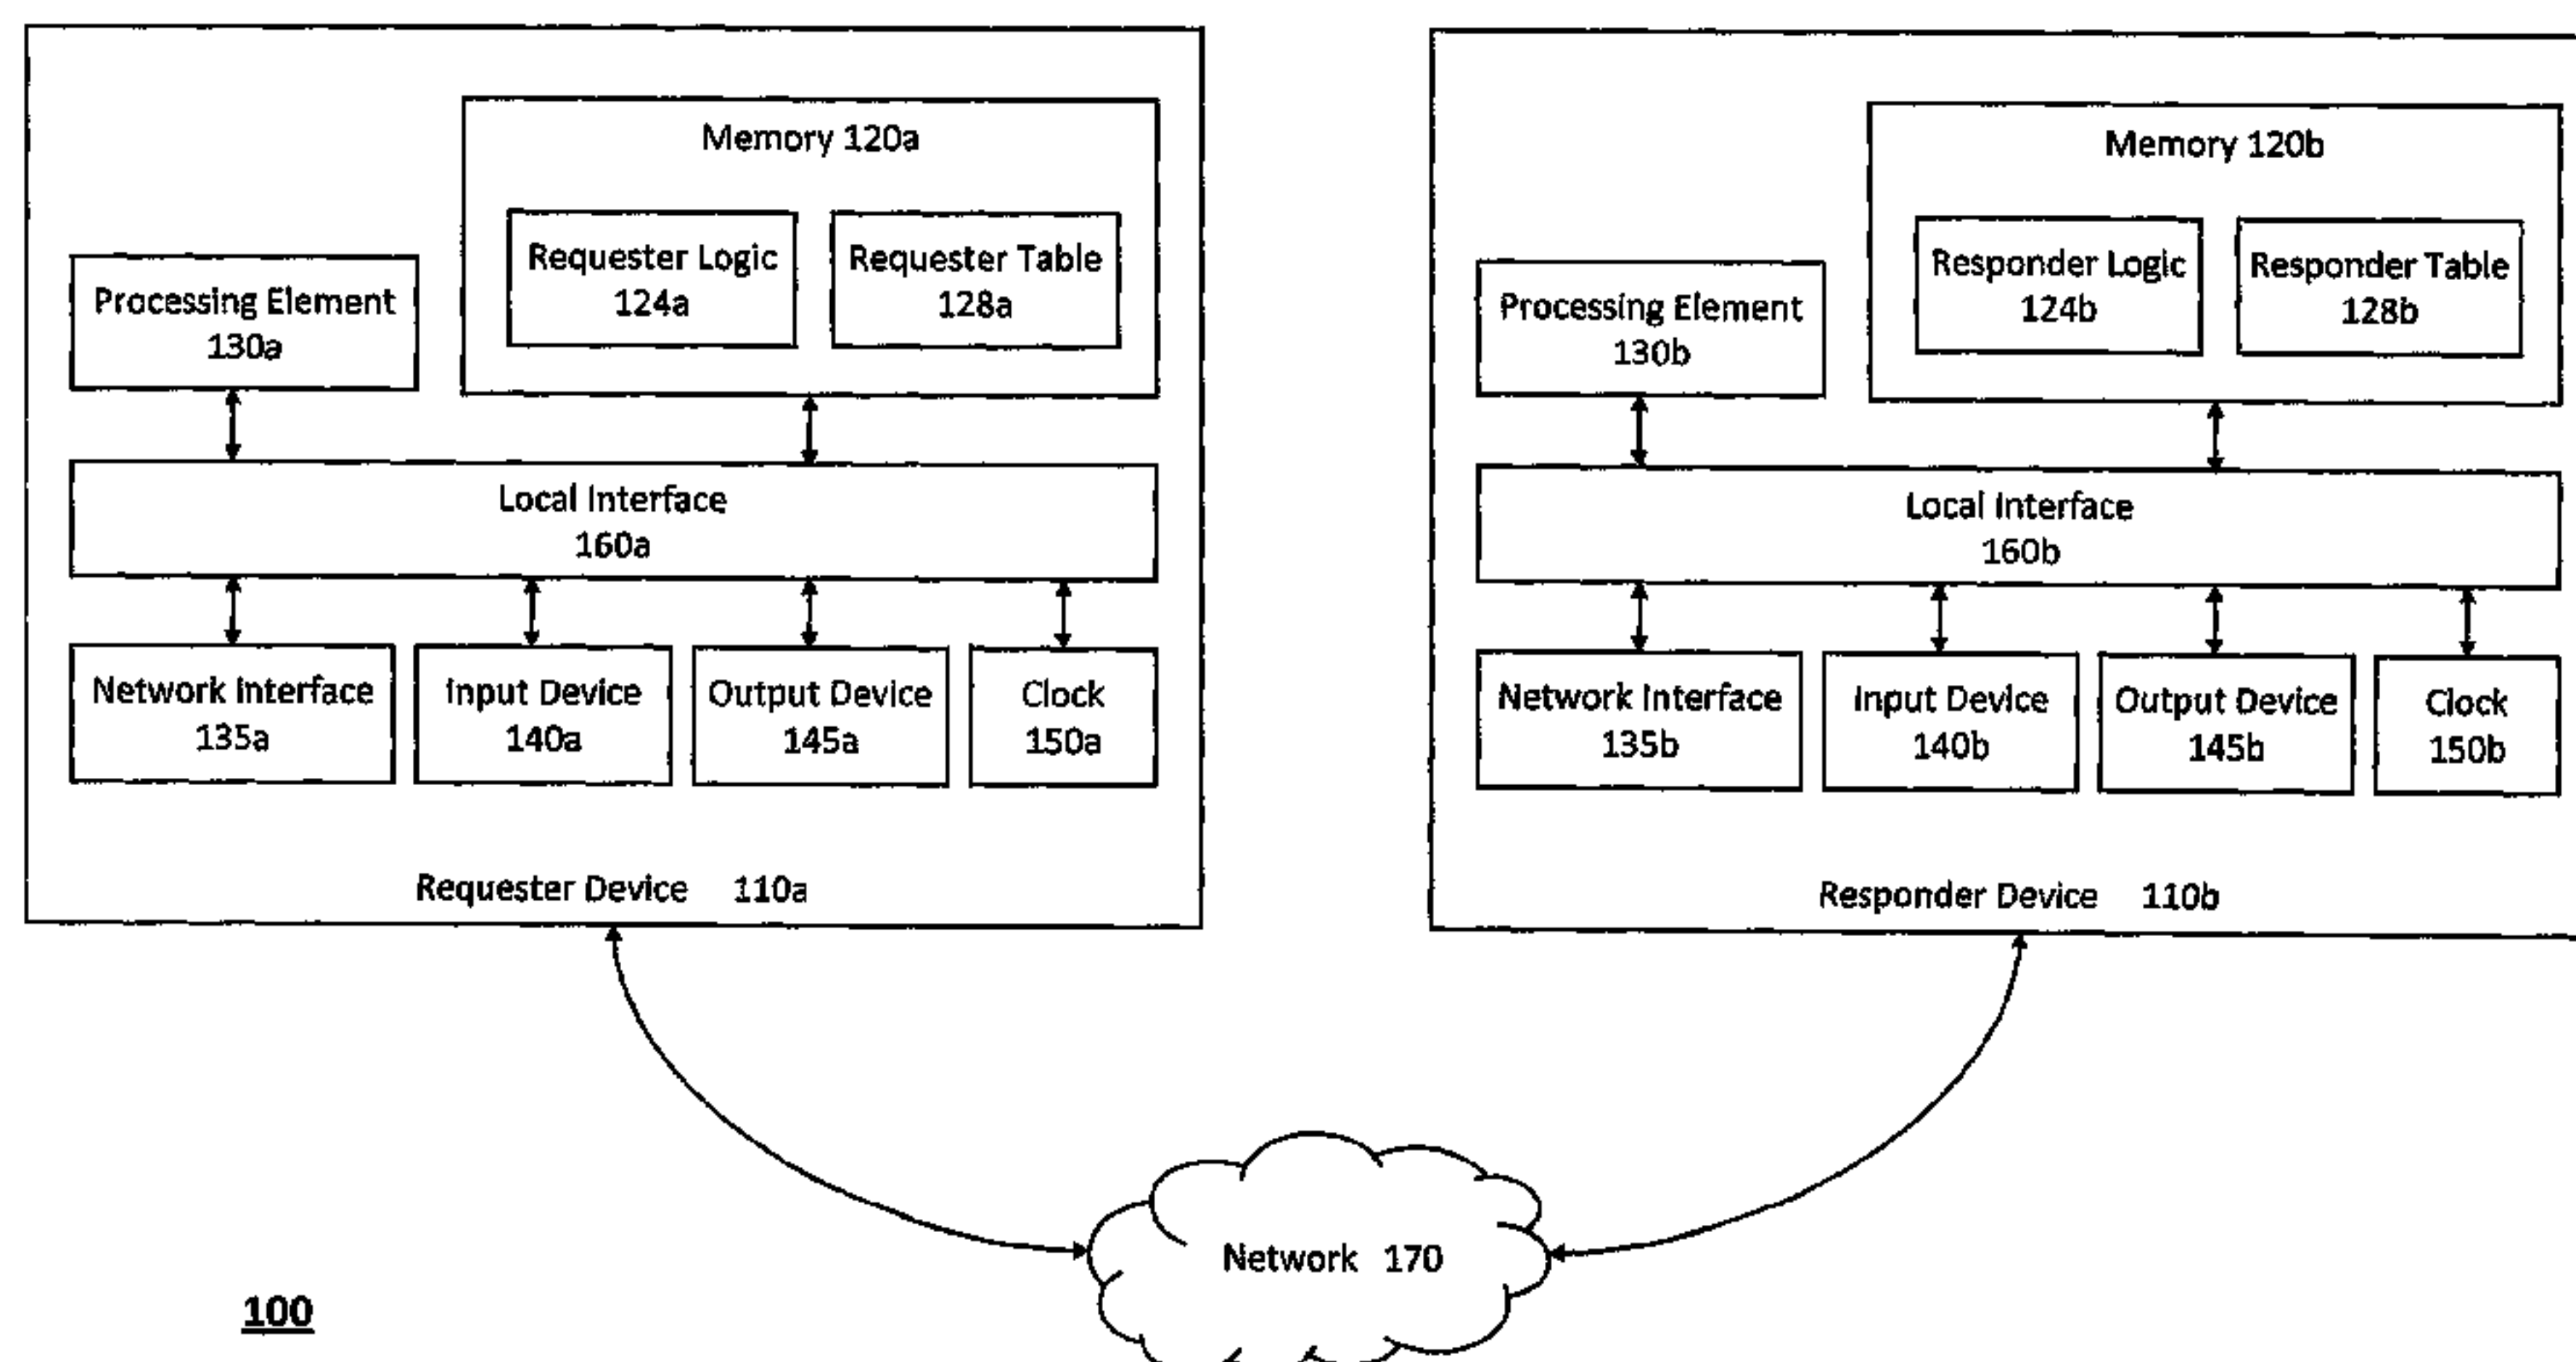 Memory 120a
Requester Logic
124a
Requester Table
128a
Processing Element
130a
Local Interface
160a
Network Interface
135a
Input Device
140a
Output Device
145a
Clock
150a
Requester Device 110a
Memory 120b
Responder Logic
124b
Responder Table
128b
Processing Element
130b
Local Interface
160b
Network Interface
135b
Input Device
140b
Output Device
145b
Clock
150b
Responder Device 110b
Network 170
100